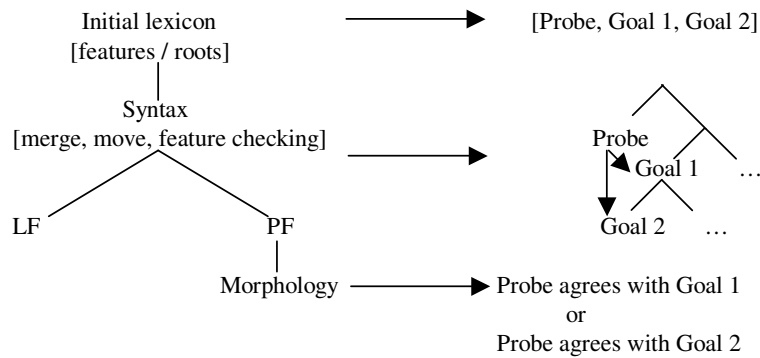 Initial lexicon
[features / roots]
[Probe, Goal 1, Goal 2]
Syntax
[merge, move, feature checking]
Probe
Goal 1
…
Goal 2
…
LF
PF
Morphology
Probe agrees with Goal 1
or
Probe agrees with Goal 2